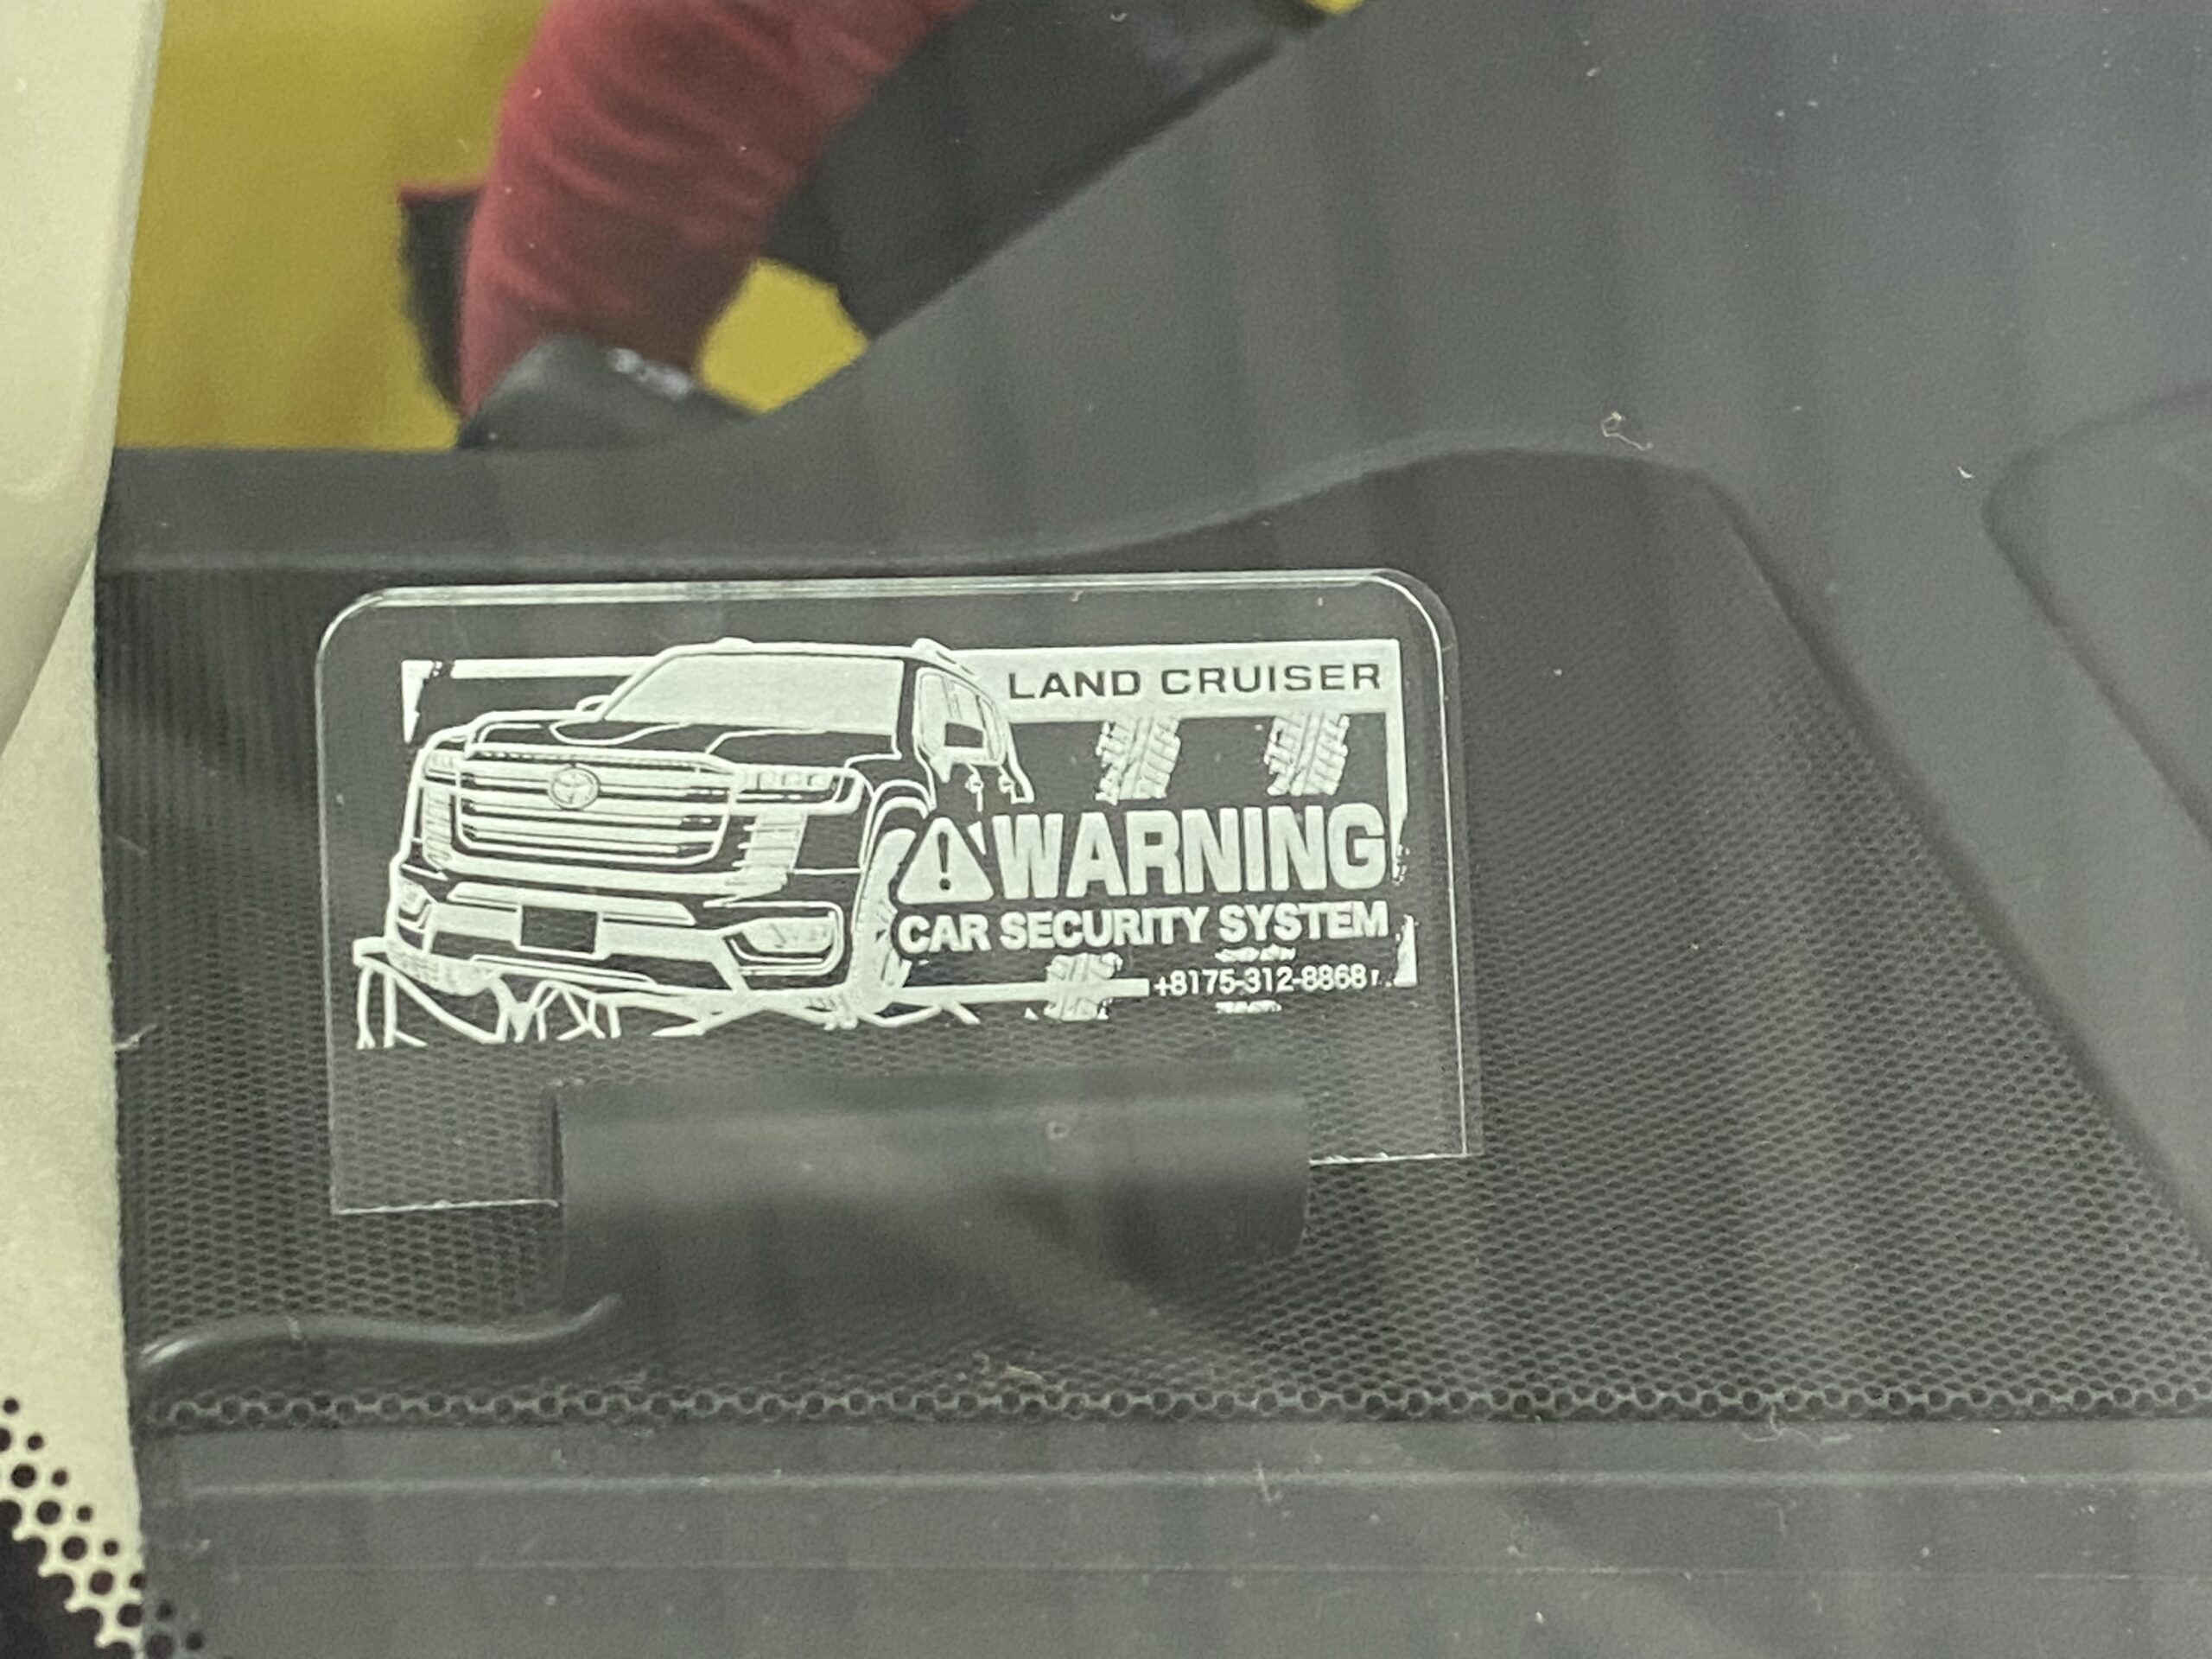 LAND CRUISER
WARNING
CAR SECURITY SYSTEM
+8175-312-8868